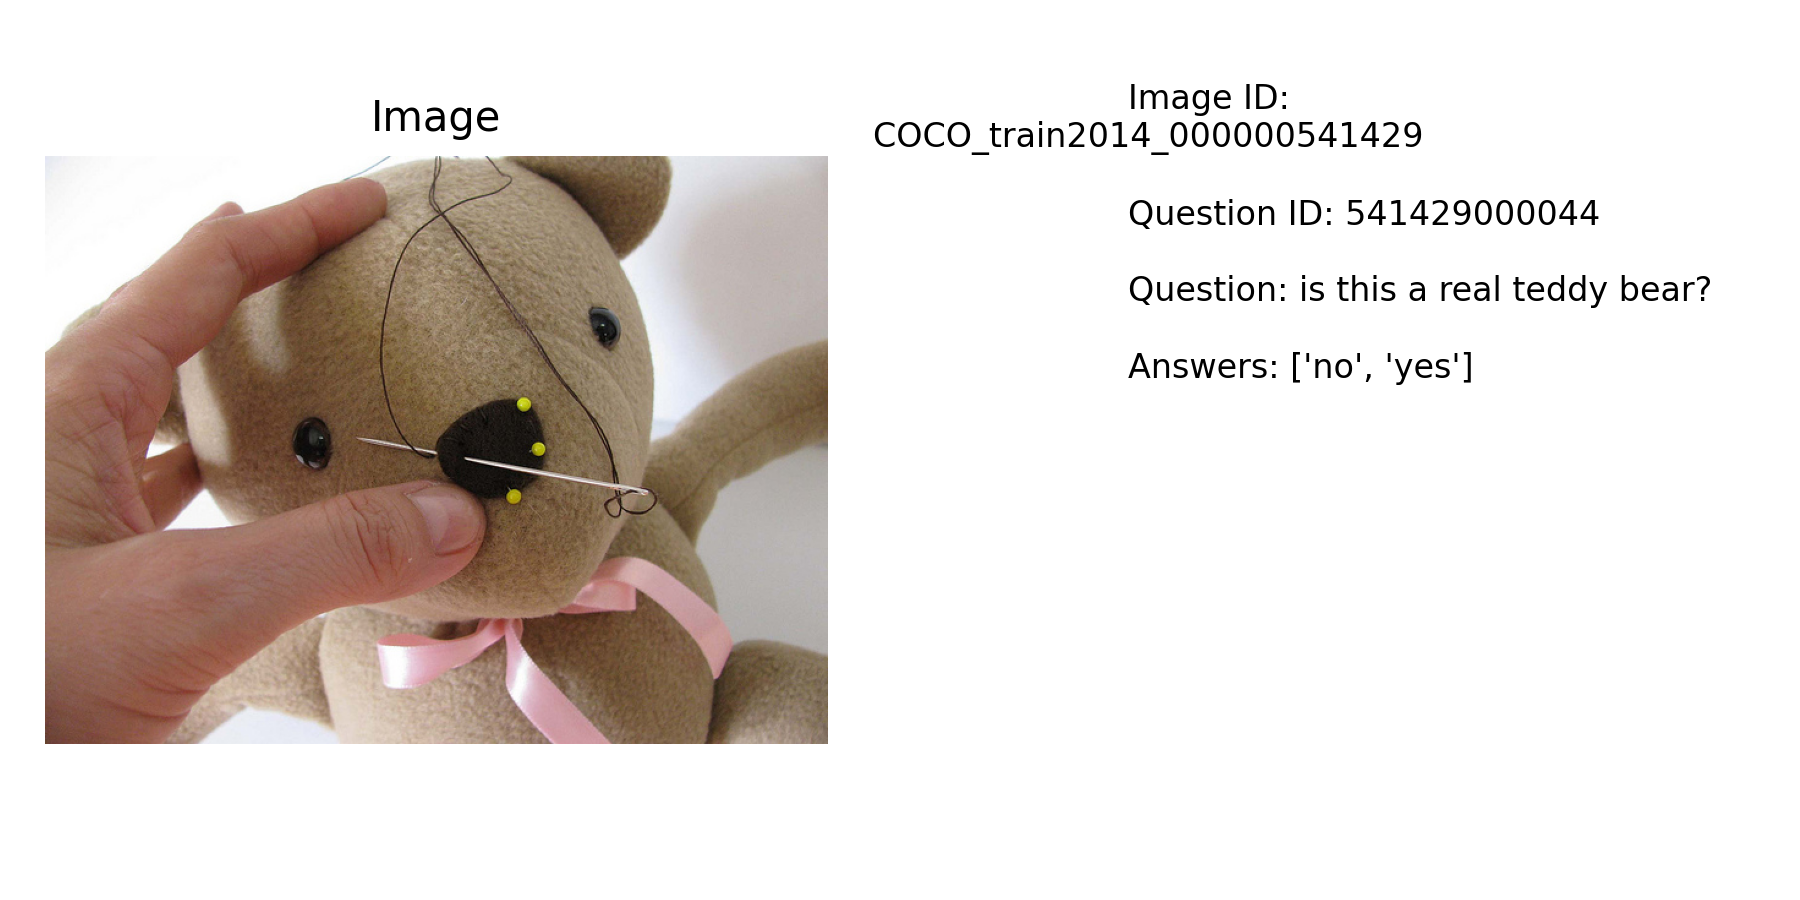 Image
Image ID:
COCO_train2014_000000541429
Question ID: 541429000044
Question: is this a real teddy bear?
Answers: ['no', 'yes']